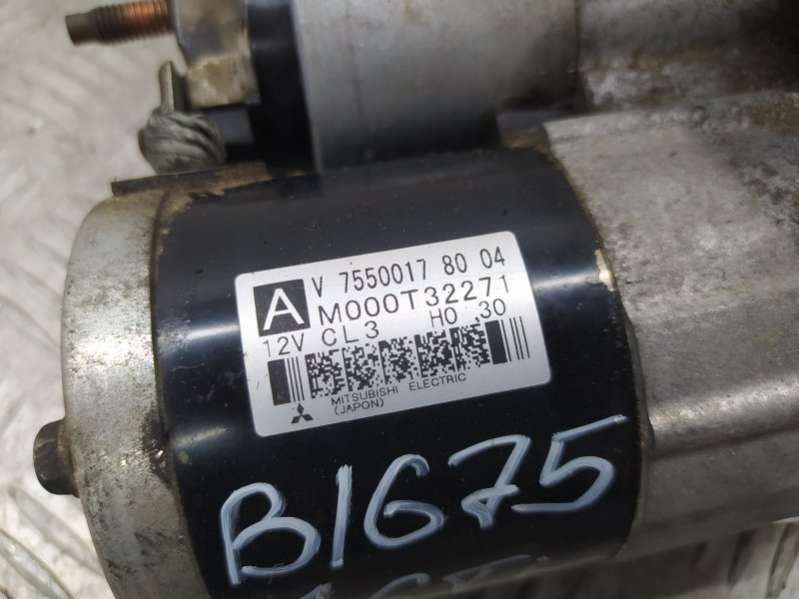 A
V 7550017 80 04
M000T32271
12V CL3 H0 30
MITSUBISHI ELECTRIC
(JAPON)
B1675